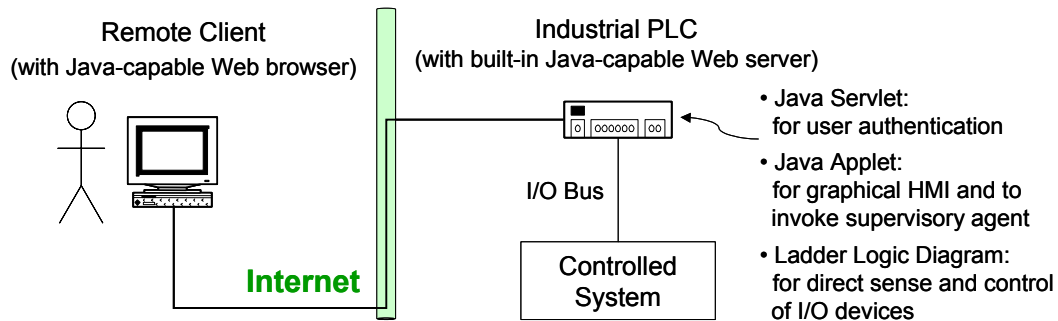 Remote Client
(with Java-capable Web browser)
Industrial PLC
(with built-in Java-capable Web server)
• Java Servlet:
for user authentication
• Java Applet:
for graphical HMI and to
invoke supervisory agent
• Ladder Logic Diagram:
for direct sense and control
of I/O devices
I/O Bus
Controlled
System
Internet